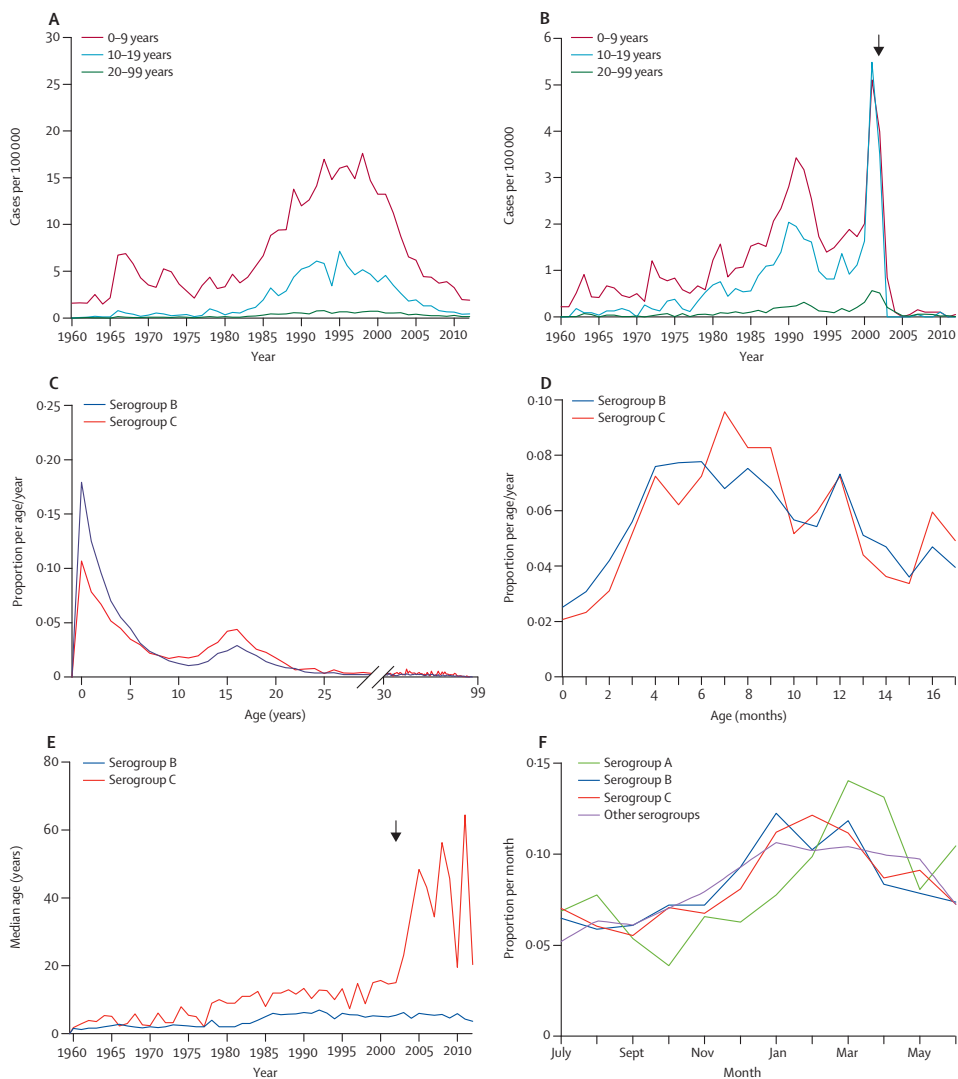 A
30
25
20
15
10
5
0
0–9 years
10–19 years
20–99 years
Cases per 100 000
1960 1965 1970 1975 1980 1985 1990 1995 2000 2005 2010
Year
B
6
5
4
3
2
1
0
0–9 years
10–19 years
20–99 years
Cases per 100 000
1960 1965 1970 1975 1980 1985 1990 1995 2000 2005 2010
Year
C
0·25
0·20
0·15
0·10
0·05
0
Serogroup B
Serogroup C
Proportion per age/year
0 5 10 15 20 25 30 99
Age (years)
D
0·10
0·08
0·06
0·04
0·02
0
Serogroup B
Serogroup C
Proportion per age/year
0 2 4 6 8 10 12 14 16
Age (months)
E
80
60
40
20
0
Serogroup B
Serogroup C
Median age (years)
1960 1965 1970 1975 1980 1985 1990 1995 2000 2005 2010
Year
F
0·15
0·10
0·05
0
Serogroup A
Serogroup B
Serogroup C
Other serogroups
Proportion per month
July Sept Nov Jan Mar May
Month